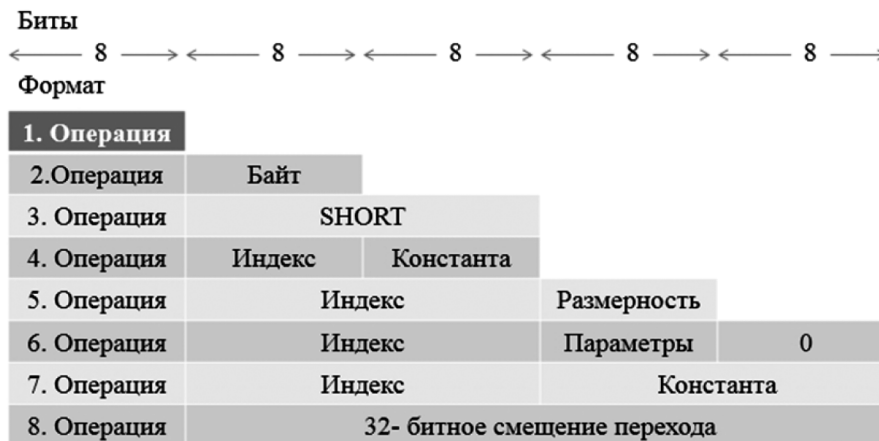 Биты
8 8 8 8 8
Формат
1. Операция
2.Операция Байт
3. Операция SHORT
4. Операция Индекс Константа
5. Операция Индекс Размерность
6. Операция Индекс Параметры 0
7. Операция Индекс Константа
8. Операция 32- битное смещение перехода